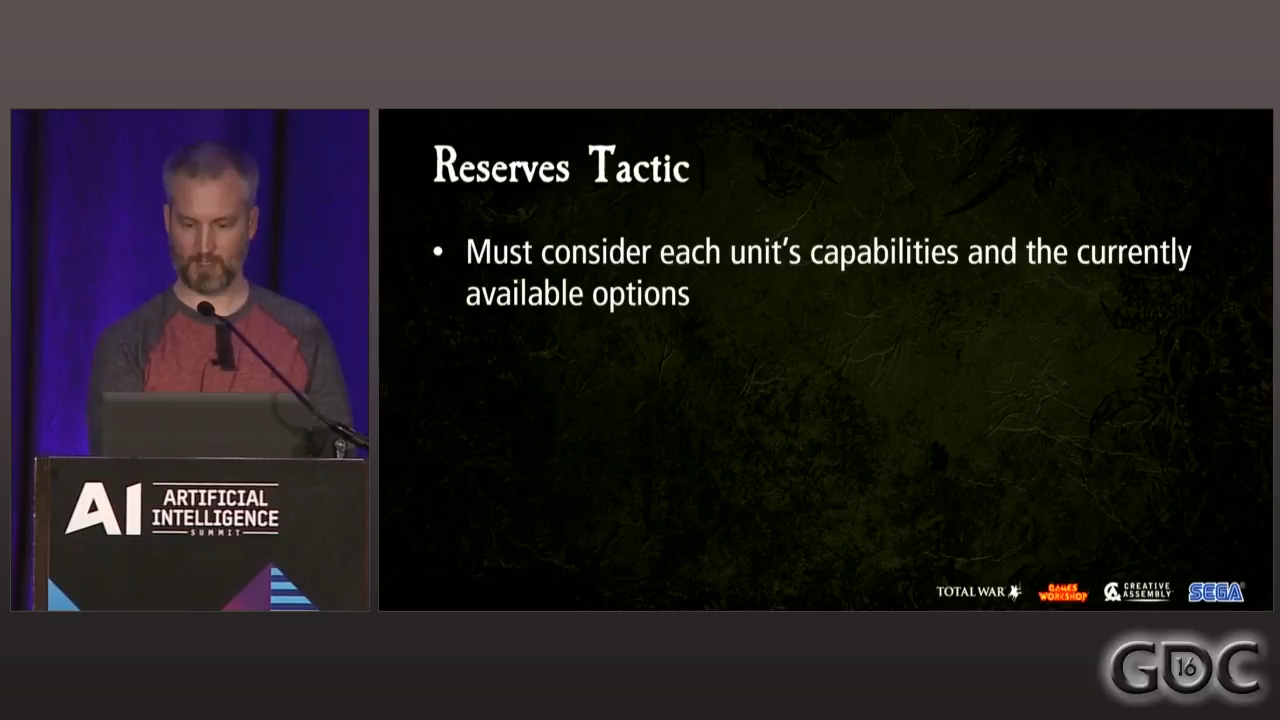 Reserves Tactic
• Must consider each unit's capabilities and the currently
available options
AI
ARTIFICIAL
INTELLIGENCE
SUMMIT
TOTAL WAR
GAMES
WORKSHOP
CREATIVE
ASSEMBLY
SEGA
GDC
16